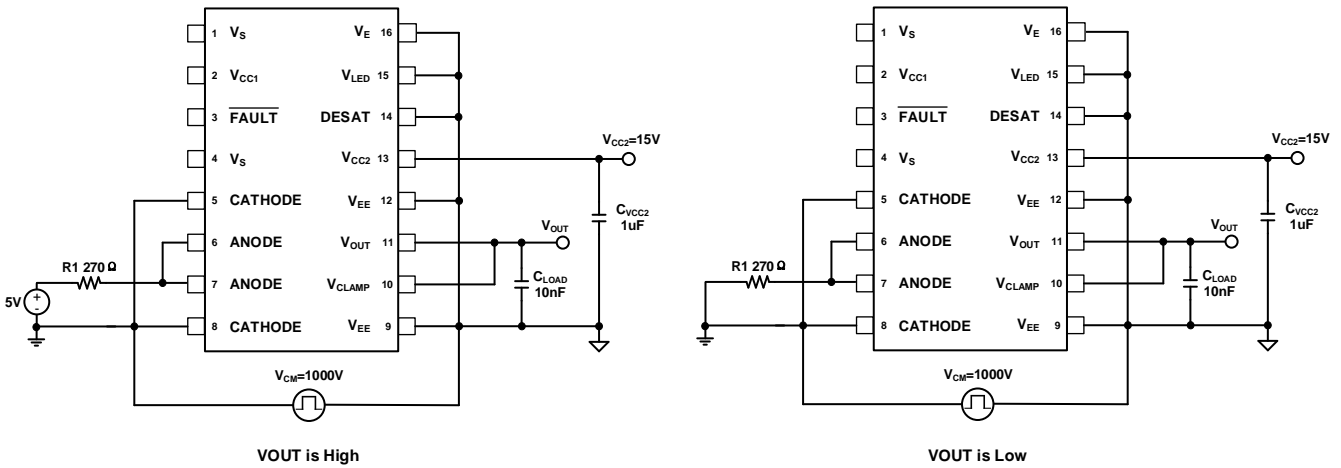 1 VS
VE 16
2 VCC1
VLED 15
3 FAULT
DESAT 14
4 VS
VCC2 13
5 CATHODE
VEE 12
6 ANODE
VOUT 11
7 ANODE
VCLAMP 10
8 CATHODE
VEE 9
VCC2=15V
CVCC2
1uF
VOUT
CLOAD
10nF
R1 270Ω
5V
+
-
VCM=1000V
VOUT is High
1 VS
VE 16
2 VCC1
VLED 15
3 FAULT
DESAT 14
4 VS
VCC2 13
5 CATHODE
VEE 12
6 ANODE
VOUT 11
7 ANODE
VCLAMP 10
8 CATHODE
VEE 9
VCC2=15V
CVCC2
1uF
VOUT
CLOAD
10nF
R1 270Ω
VCM=1000V
VOUT is Low